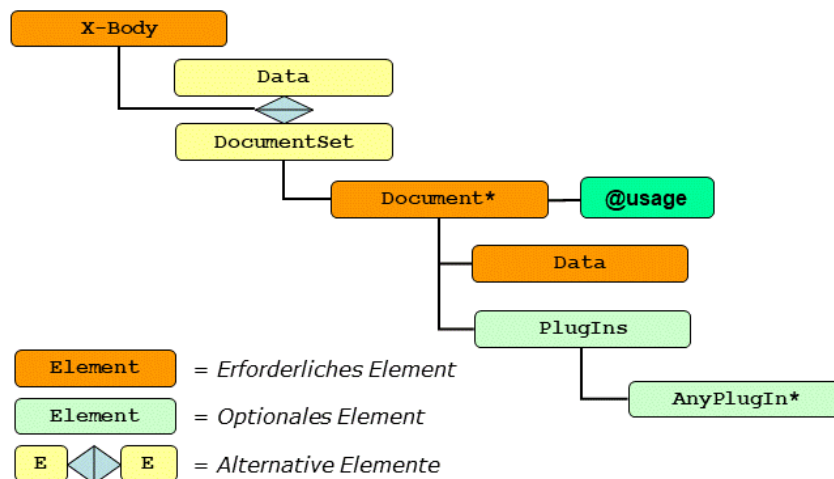 X-Body
Data
DocumentSet
Document*
@usage
Data
PlugIns
AnyPlugIn*
Element = Erforderliches Element
Element = Optionales Element
E E = Alternative Elemente